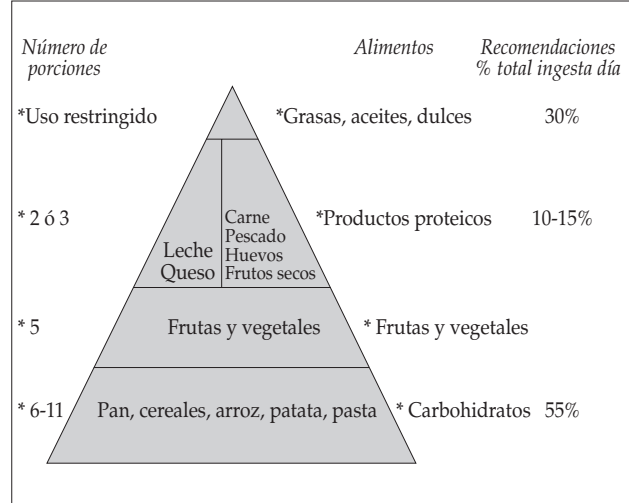 Número de porciones
Alimentos
Recomendaciones
% total ingesta día
*Uso restringido
*Grasas, aceites, dulces
30%
* 2 ó 3
Leche
Queso
Carne
Pescado
Huevos
Frutos secos
*Productos proteicos
10-15%
* 5
Frutas y vegetales
* Frutas y vegetales
* 6-11
Pan, cereales, arroz, patata, pasta
* Carbohidratos
55%